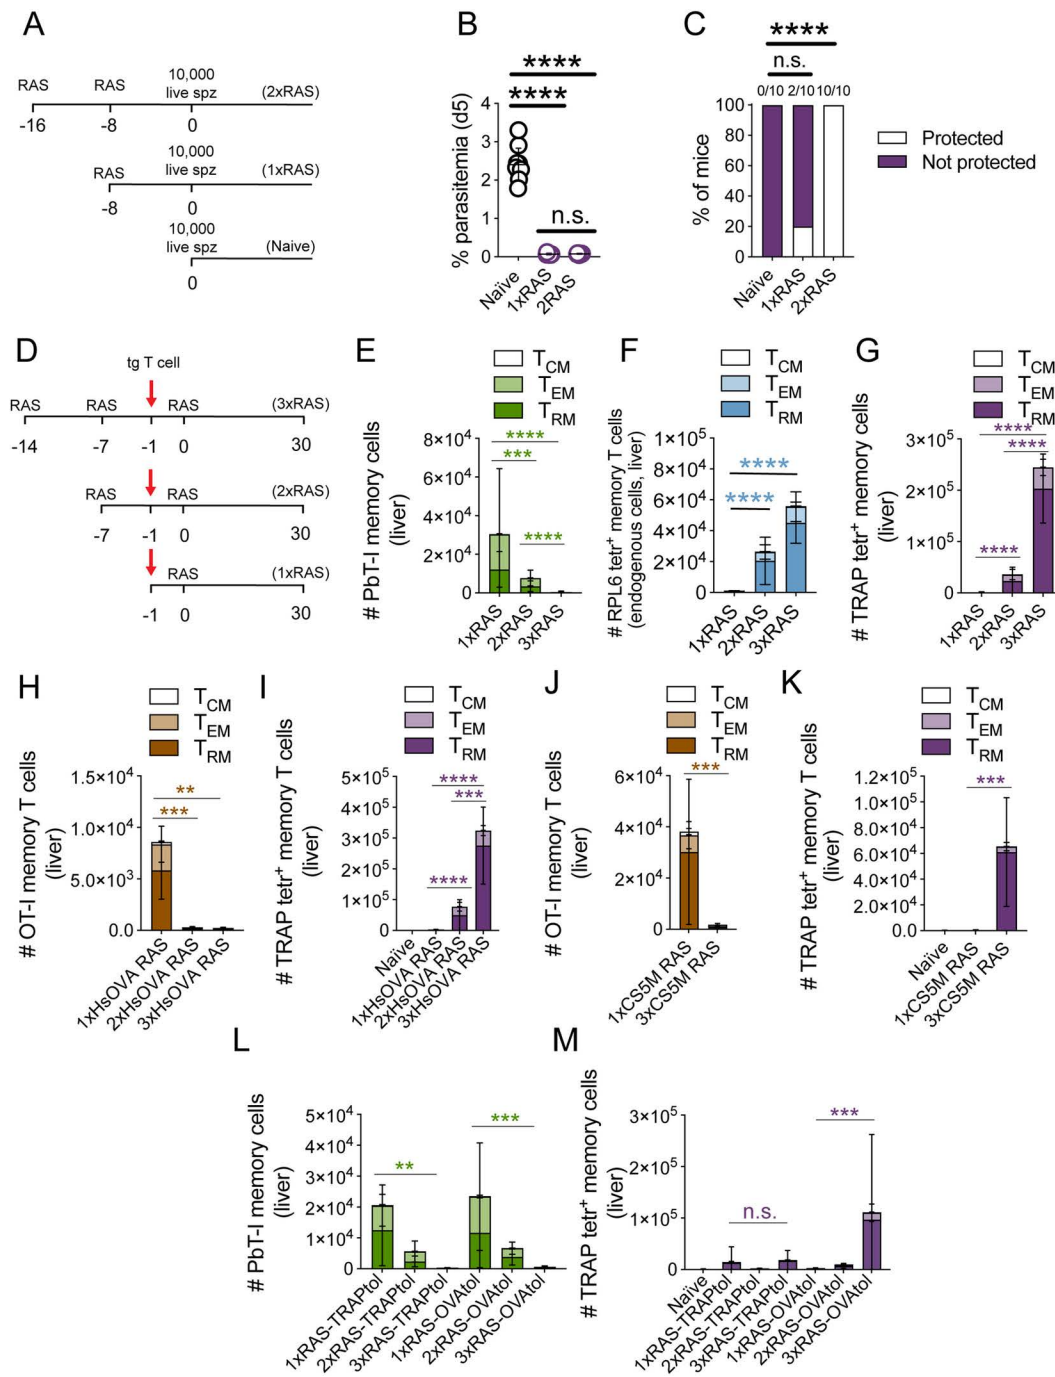 A
RAS
RAS
10,000
live spz
(2xRAS)
-16
-8
0
RAS
10,000
live spz
(1xRAS)
-8
0
10,000
live spz
(Naive)
0
B
****
****
n.s.
% parasitemia (d5)
4
3
2
1
0
Naïve
1xRAS
2RAS
C
****
n.s.
0/10 2/10 10/10
% of mice
100
80
60
40
20
0
Naïve
1xRAS
2xRAS
Protected
Not protected
D
tg T cell
RAS
RAS
RAS
(3xRAS)
-14
-7
-1
0
30
RAS
RAS
(2xRAS)
-7
-1
0
30
RAS
(1xRAS)
-1
0
30
E
TCM
TEM
TRM
# PbT-I memory cells
(liver)
8×10⁴
6×10⁴
4×10⁴
2×10⁴
0
****
***
****
1xRAS
2xRAS
3xRAS
F
TCM
TEM
TRM
# RPL6 tetr⁺ memory T cells
(endogenous cells, liver)
1×10⁵
8×10⁴
6×10⁴
4×10⁴
2×10⁴
0
****
****
1xRAS
2xRAS
3xRAS
G
TCM
TEM
TRM
# TRAP tetr⁺ memory cells
(liver)
3×10⁵
2×10⁵
1×10⁵
0
****
****
****
1xRAS
2xRAS
3xRAS
H
TCM
TEM
TRM
# OT-I memory T cells
(liver)
1.5×10⁴
1.0×10⁴
5.0×10³
0.0
**
***
1xHsOVA RAS
2xHsOVA RAS
3xHsOVA RAS
I
TCM
TEM
TRM
# TRAP tetr⁺ memory T cells
(liver)
5×10⁵
4×10⁵
3×10⁵
2×10⁵
1×10⁵
0
****
***
****
Naïve
1xHsOVA RAS
2xHsOVA RAS
3xHsOVA RAS
J
TCM
TEM
TRM
# OT-I memory T cells
(liver)
6×10⁴
4×10⁴
2×10⁴
0
***
1xCS5M RAS
3xCS5M RAS
K
TCM
TEM
TRM
# TRAP tetr⁺ memory T cells
(liver)
1.2×10⁵
1.0×10⁵
8.0×10⁴
6.0×10⁴
4.0×10⁴
2.0×10⁴
0.0
***
Naïve
1xCS5M RAS
3xCS5M RAS
L
# PbT-I memory cells
(liver)
5×10⁴
4×10⁴
3×10⁴
2×10⁴
1×10⁴
0
**
***
1xRAS-TRAPtol
2xRAS-TRAPtol
3xRAS-TRAPtol
1xRAS-OVAtol
2xRAS-OVAtol
3xRAS-OVAtol
M
# TRAP tetr⁺ memory cells
(liver)
3×10⁵
2×10⁵
1×10⁵
0
n.s.
***
Naïve
1xRAS-TRAPtol
2xRAS-TRAPtol
3xRAS-TRAPtol
1xRAS-OVAtol
2xRAS-OVAtol
3xRAS-OVAtol